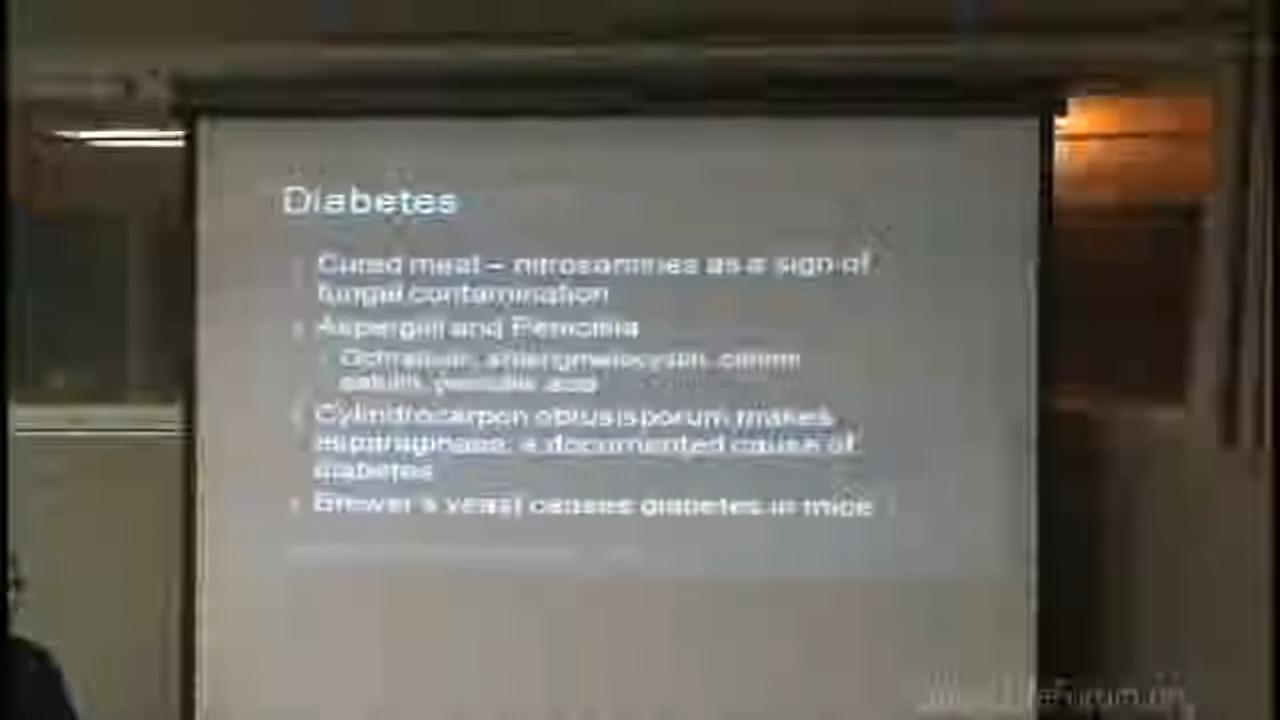 Diabetes
Cured meat – nitrosamines as a sign of
fungal contamination
Aspergilli and Penicillia
Cylindrocarpon obtusisporum makes
asparaginase, a documented cause of
diabetes
Brewer's yeast causes diabetes in mice